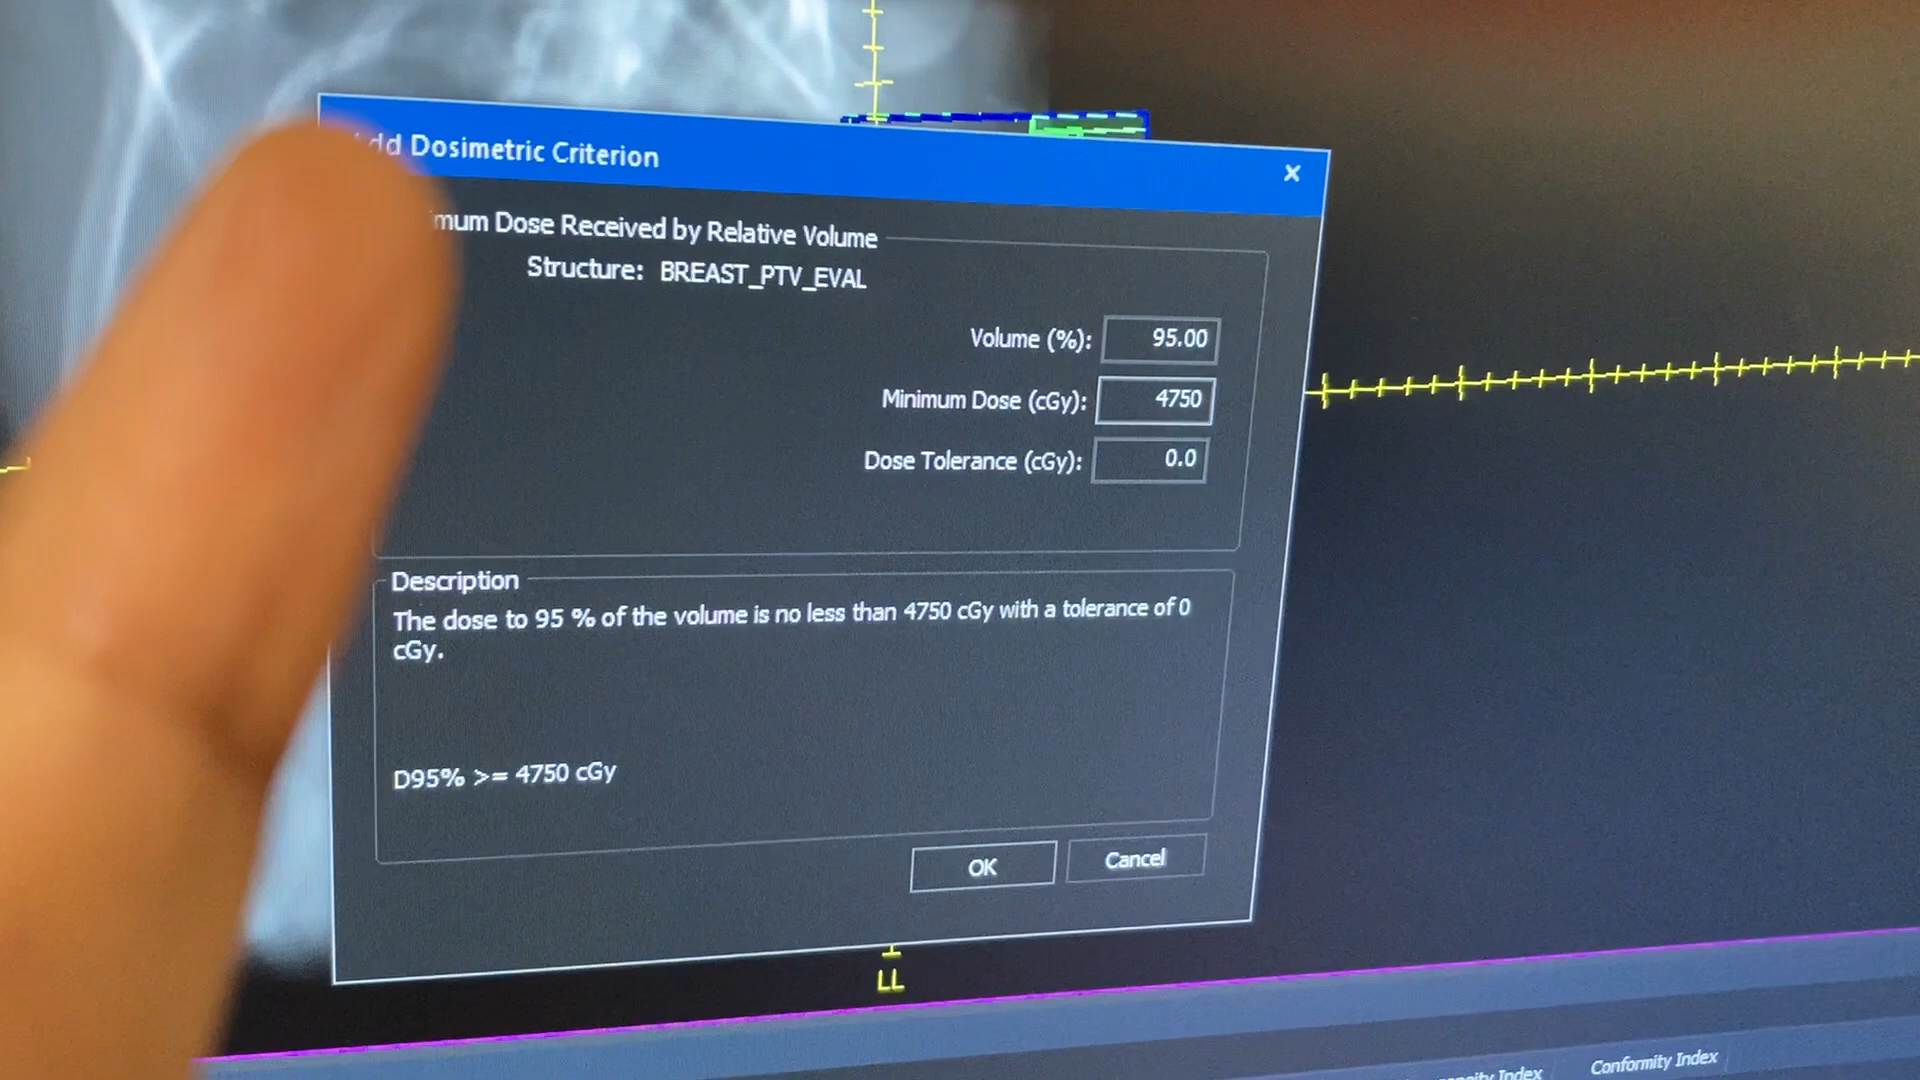 Dosimetric Criterion
Dose Received by Relative Volume
Structure: BREAST_PTV_EVAL
Volume (%): 95.00
Minimum Dose (cGy): 4750
Dose Tolerance (cGy): 0.0
Description
The dose to 95 % of the volume is no less than 4750 cGy with a tolerance of 0
cGy.
D95% >= 4750 cGy
OK Cancel
LL
Index Conformity Index